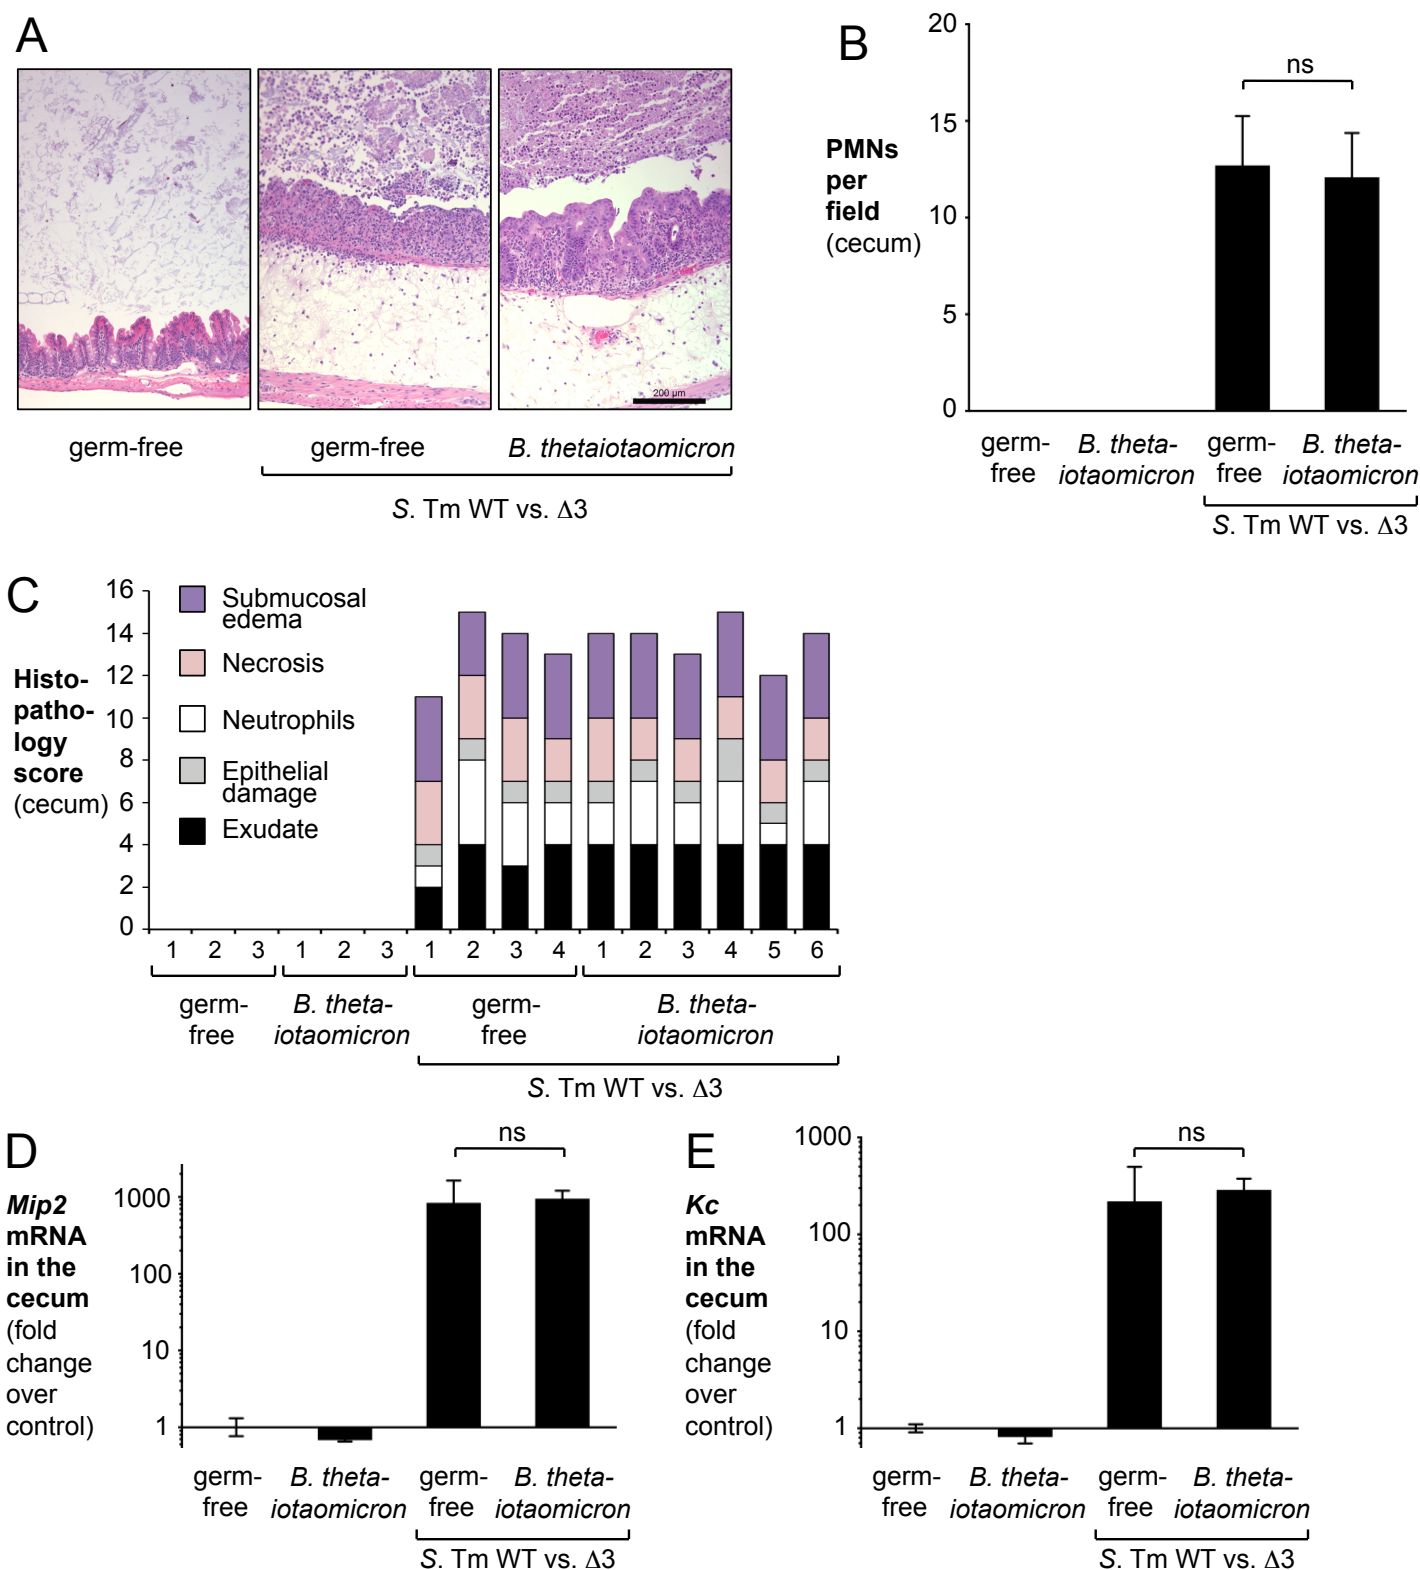 A
200 µm
germ-free
germ-free
B. thetaiotaomicron
S. Tm WT vs. Δ3
B
PMNs
per
field
(cecum)
20
15
10
5
0
ns
germ-
free
B. theta-
iotaomicron
germ-
free
B. theta-
iotaomicron
S. Tm WT vs. Δ3
C
Histo-
patho-
logy
score
(cecum)
16
14
12
10
8
6
4
2
0
Submucosal
edema
Necrosis
Neutrophils
Epithelial
damage
Exudate
1 2 3 1 2 3 1 2 3 4 1 2 3 4 5 6
germ-
free
B. theta-
iotaomicron
germ-
free
B. theta-
iotaomicron
S. Tm WT vs. Δ3
D
Mip2
mRNA
in the
cecum
(fold
change
over
control)
1000
100
10
1
ns
germ-
free
B. theta-
iotaomicron
germ-
free
B. theta-
iotaomicron
S. Tm WT vs. Δ3
E
Kc
mRNA
in the
cecum
(fold
change
over
control)
1000
100
10
1
ns
germ-
free
B. theta-
iotaomicron
germ-
free
B. theta-
iotaomicron
S. Tm WT vs. Δ3